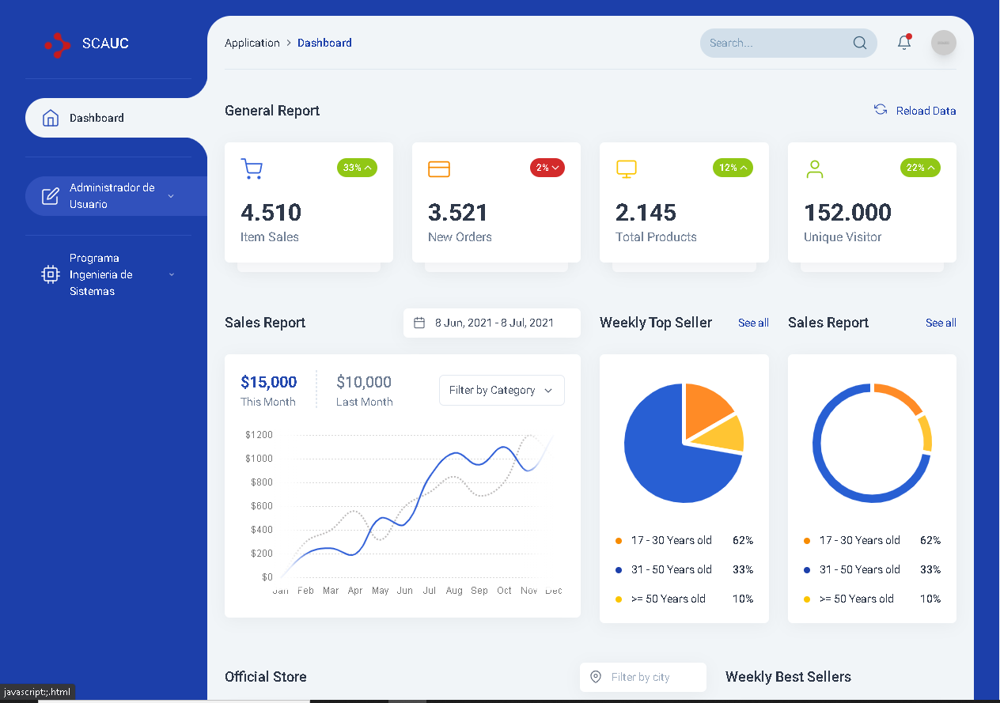 SCAUC
Application > Dashboard
Search...
Dashboard
Administrador de
Usuario
Programa
Ingenieria de
Sistemas
General Report
Reload Data
33%
4.510
Item Sales
2%
3.521
New Orders
12%
2.145
Total Products
22%
152.000
Unique Visitor
Sales Report
8 Jun, 2021 - 8 Jul, 2021
$15,000
This Month
$10,000
Last Month
Filter by Category
$1200
$1000
$800
$600
$400
$200
$0
Jan Feb Mar Apr May Jun Jul Aug Sep Oct Nov Dec
Weekly Top Seller
See all
17 - 30 Years old 62%
31 - 50 Years old 33%
>= 50 Years old 10%
Sales Report
See all
17 - 30 Years old 62%
31 - 50 Years old 33%
>= 50 Years old 10%
Official Store
Filter by city
Weekly Best Sellers
javascript:;.html